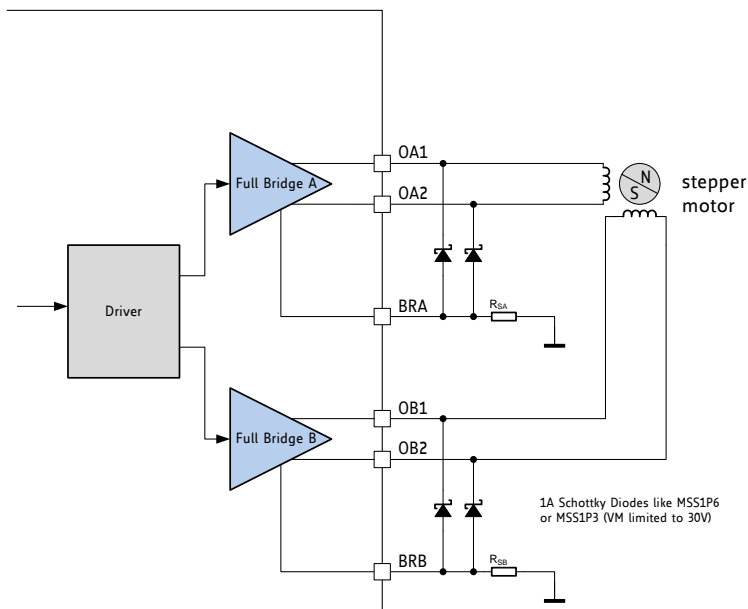 OA1
Full Bridge A
OA2
N
S
stepper
motor
Driver
BRA
RSA
OB1
Full Bridge B
OB2
1A Schottky Diodes like MSS1P6
or MSS1P3 (VM limited to 30V)
BRB
RSB